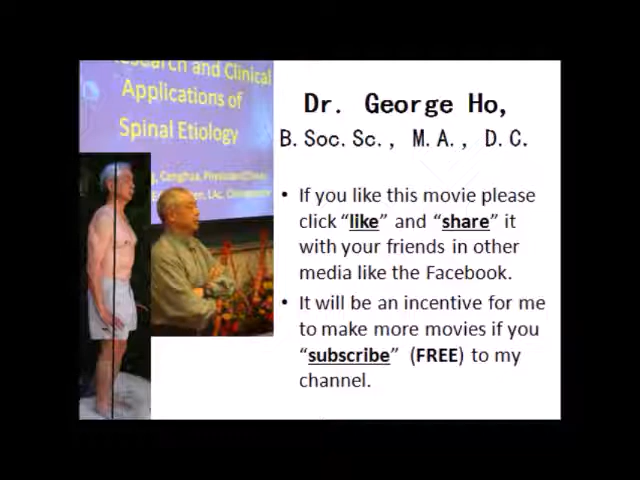 Research and Clinical
Applications of
Spinal Etiology
Dr. George Ho,
B.Soc.Sc., M.A., D.C.
• If you like this movie please
click “like” and “share” it
with your friends in other
media like the Facebook.
• It will be an incentive for me
to make more movies if you
“subscribe” (FREE) to my
channel.